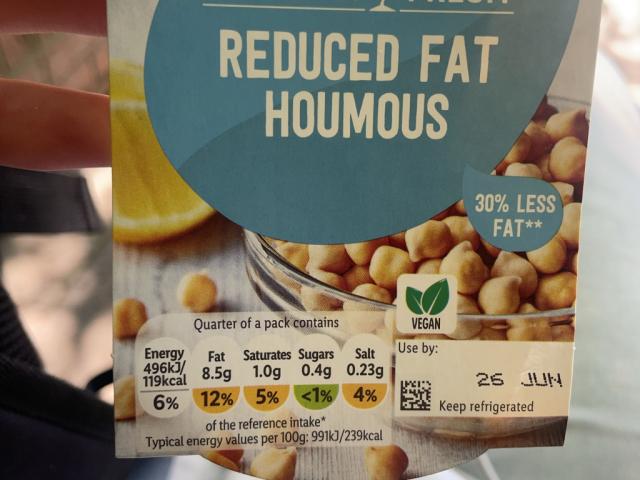 REDUCED FAT
HOUMOUS
30% LESS
FAT**
VEGAN
Quarter of a pack contains
Energy
496kJ/
119kcal
6%
Fat
8.5g
12%
Saturates
1.0g
5%
Sugars
0.4g
<1%
Salt
0.23g
4%
of the reference intake*
Typical energy values per 100g: 991kJ/239kcal
Use by:
26 JUN
Keep refrigerated